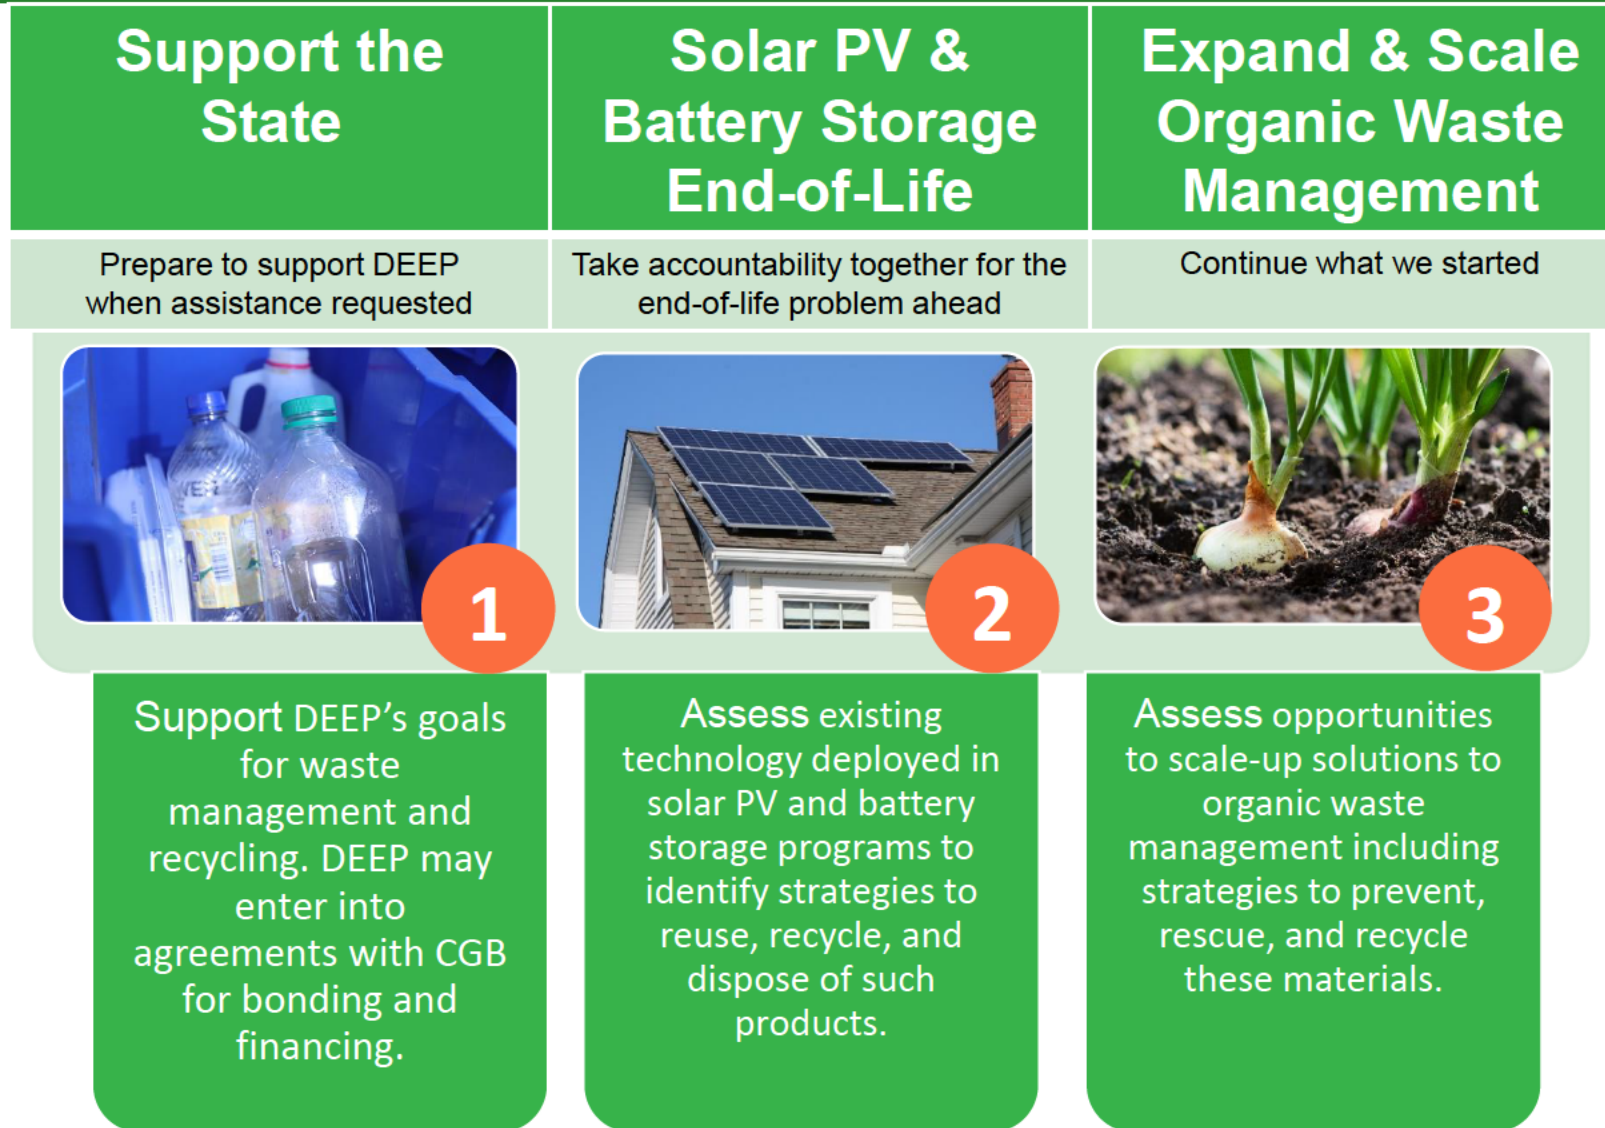 Support the
State
Solar PV &
Battery Storage
End-of-Life
Expand & Scale
Organic Waste
Management
Prepare to support DEEP
when assistance requested
Take accountability together for the
end-of-life problem ahead
Continue what we started
1
2
3
Support DEEP’s goals
for waste
management and
recycling. DEEP may
enter into
agreements with CGB
for bonding and
financing.
Assess existing
technology deployed in
solar PV and battery
storage programs to
identify strategies to
reuse, recycle, and
dispose of such
products.
Assess opportunities
to scale-up solutions to
organic waste
management including
strategies to prevent,
rescue, and recycle
these materials.